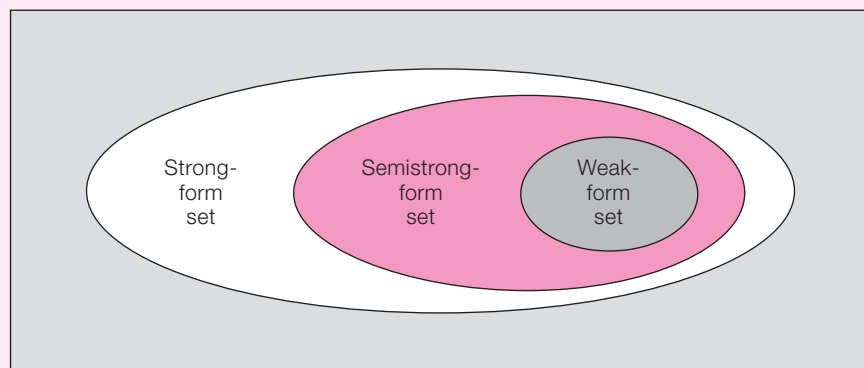 Strong-
form
set
Semistrong-
form
set
Weak-
form
set